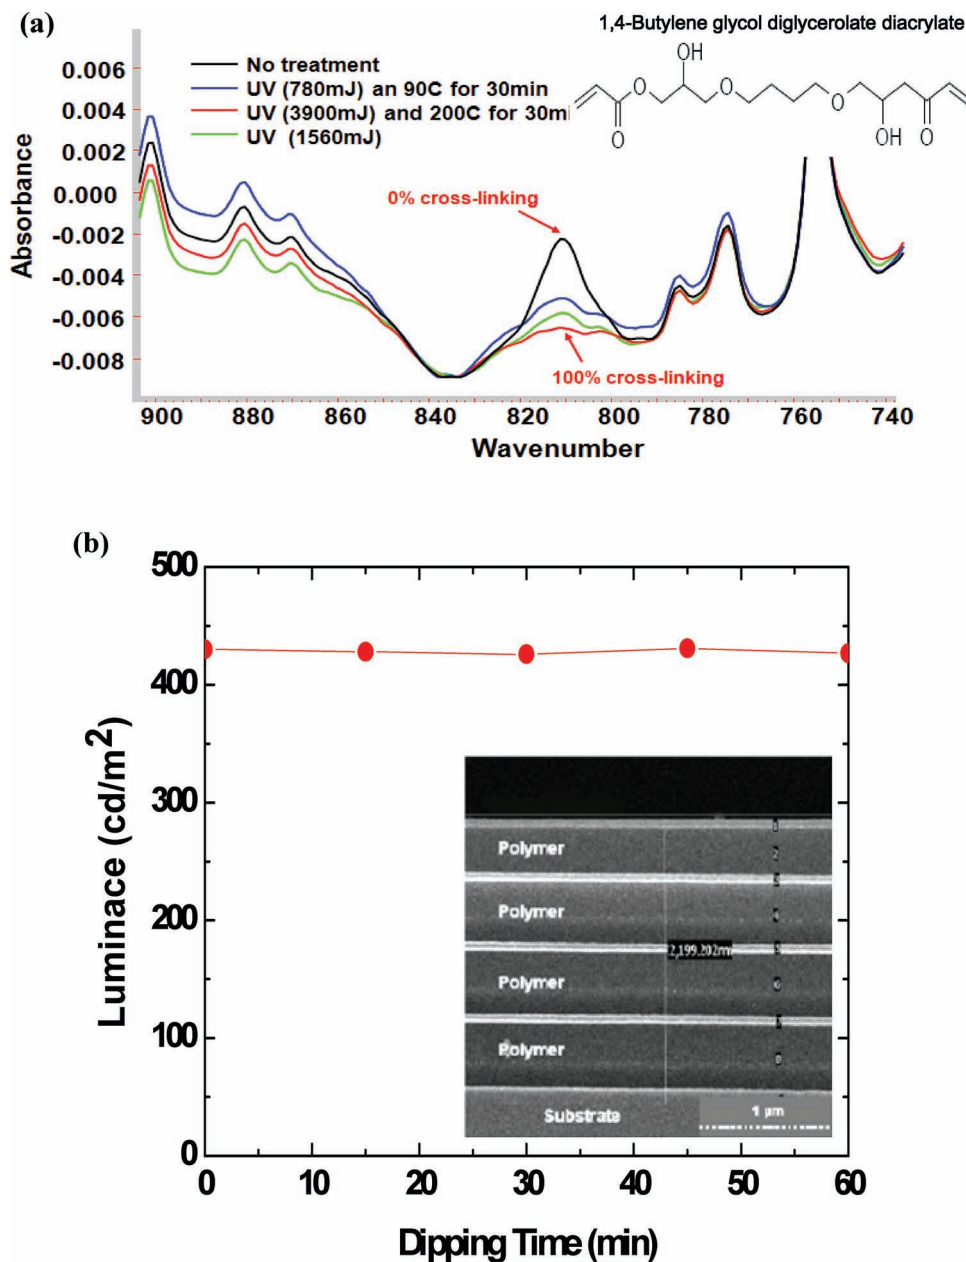 (a)
1,4-Butylene glycol diglycerolate diacrylate
No treatment
UV (780mJ) an 90C for 30min
UV (3900mJ) and 200C for 30mi
UV (1560mJ)
OH
O
O
O
O
OH
O
Absorbance
0.006
0.004
0.002
0.000
-0.002
-0.004
-0.006
-0.008
0% cross-linking
100% cross-linking
900 880 860 840 820 800 780 760 740
Wavenumber
(b)
Luminace (cd/m²)
500
400
300
200
100
0
Polymer
Polymer
2,199.202nm
Polymer
Polymer
Substrate
1 µm
0 10 20 30 40 50 60
Dipping Time (min)